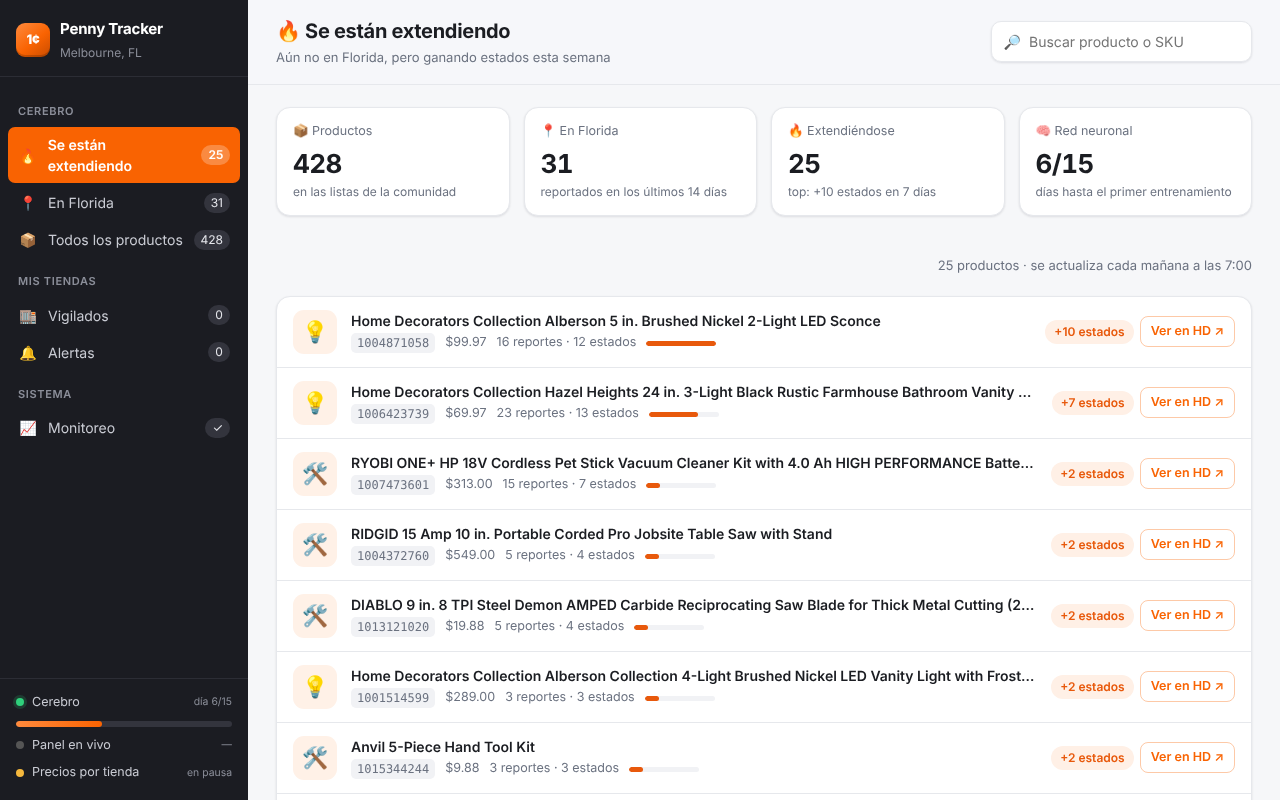 1¢
Penny Tracker
Melbourne, FL
CEREBRO
Se están
extendiendo
25
En Florida
31
Todos los productos
428
MIS TIENDAS
Vigilados
0
Alertas
0
SISTEMA
Monitoreo
✓
Cerebro
día 6/15
Panel en vivo
—
Precios por tienda
en pausa
Se están extendiendo
Aún no en Florida, pero ganando estados esta semana
Buscar producto o SKU
Productos
428
en las listas de la comunidad
En Florida
31
reportados en los últimos 14 días
Extendiéndose
25
top: +10 estados en 7 días
Red neuronal
6/15
días hasta el primer entrenamiento
25 productos · se actualiza cada mañana a las 7:00
Home Decorators Collection Alberson 5 in. Brushed Nickel 2-Light LED Sconce
1004871058 $99.97 16 reportes · 12 estados
+10 estados
Ver en HD ↗
Home Decorators Collection Hazel Heights 24 in. 3-Light Black Rustic Farmhouse Bathroom Vanity ...
1006423739 $69.97 23 reportes · 13 estados
+7 estados
Ver en HD ↗
RYOBI ONE+ HP 18V Cordless Pet Stick Vacuum Cleaner Kit with 4.0 Ah HIGH PERFORMANCE Batte...
1007473601 $313.00 15 reportes · 7 estados
+2 estados
Ver en HD ↗
RIDGID 15 Amp 10 in. Portable Corded Pro Jobsite Table Saw with Stand
1004372760 $549.00 5 reportes · 4 estados
+2 estados
Ver en HD ↗
DIABLO 9 in. 8 TPI Steel Demon AMPED Carbide Reciprocating Saw Blade for Thick Metal Cutting (2...
1013121020 $19.88 5 reportes · 4 estados
+2 estados
Ver en HD ↗
Home Decorators Collection Alberson Collection 4-Light Brushed Nickel LED Vanity Light with Frost...
1001514599 $289.00 3 reportes · 3 estados
+2 estados
Ver en HD ↗
Anvil 5-Piece Hand Tool Kit
1015344244 $9.88 3 reportes · 3 estados
+2 estados
Ver en HD ↗